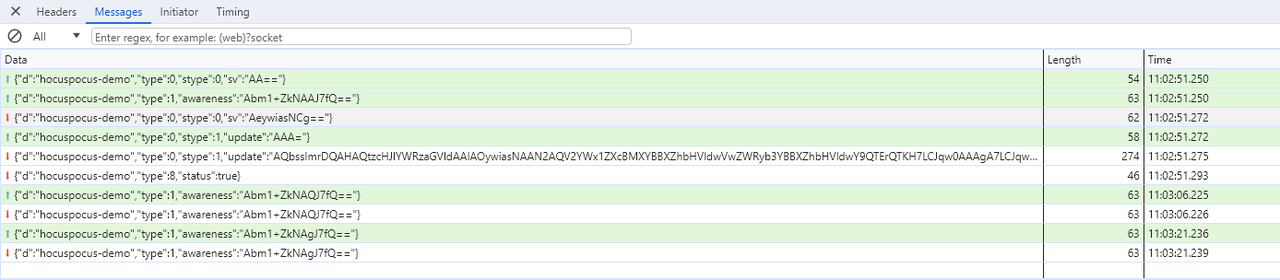 Headers Messages Initiator Timing
All Enter regex, for example: (web)?socket
Data Length Time
{"d":"hocuspocus-demo","type":0,"stype":0,"sv":"AA=="} 54 11:02:51.250
{"d":"hocuspocus-demo","type":1,"awareness":"Abm1+ZkNAAJ7fQ=="} 63 11:02:51.250
{"d":"hocuspocus-demo","type":0,"stype":0,"sv":"AeywiasNCg=="} 62 11:02:51.272
{"d":"hocuspocus-demo","type":0,"stype":1,"update":"AAA="} 58 11:02:51.272
{"d":"hocuspocus-demo","type":0,"stype":1,"update":" 274 11:02:51.275
{"d":"hocuspocus-demo","type":8,"status":true} 46 11:02:51.293
{"d":"hocuspocus-demo","type":1,"awareness":"Abm1+ZkNAQJ7fQ=="} 63 11:03:06.225
{"d":"hocuspocus-demo","type":1,"awareness":"Abm1+ZkNAQJ7fQ=="} 63 11:03:06.226
{"d":"hocuspocus-demo","type":1,"awareness":"Abm1+ZkNAgJ7fQ=="} 63 11:03:21.236
{"d":"hocuspocus-demo","type":1,"awareness":"Abm1+ZkNAgJ7fQ=="} 63 11:03:21.239